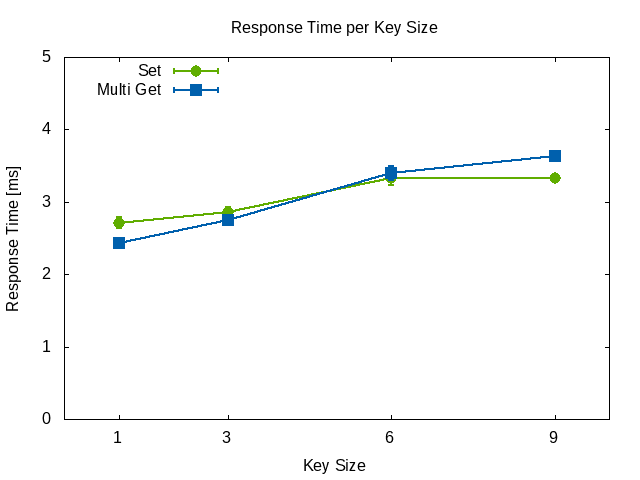 Response Time per Key Size
Set
Multi Get
5
4
3
2
1
0
Response Time [ms]
1 3 6 9
Key Size